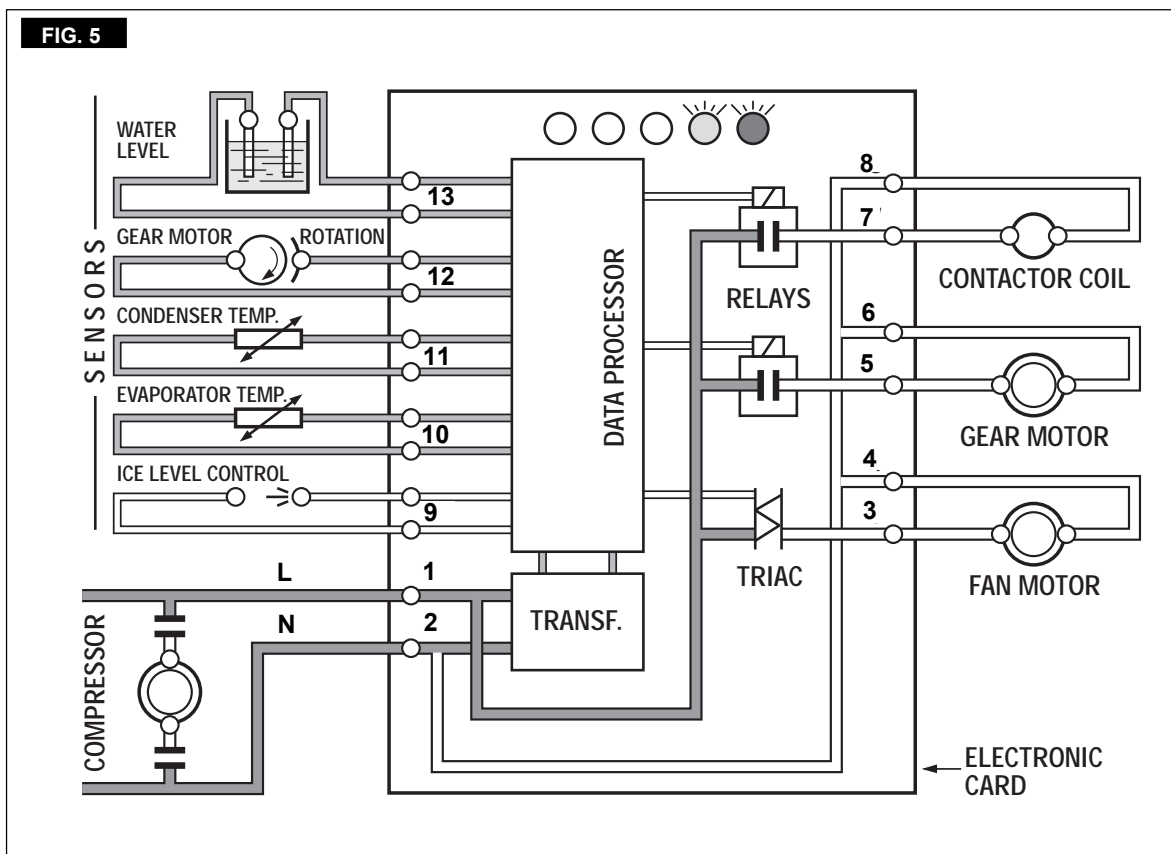 FIG. 5
SENSORS
WATER
LEVEL
13
GEAR MOTOR ROTATION
12
CONDENSER TEMP.
11
EVAPORATOR TEMP.
10
ICE LEVEL CONTROL
9
L 1
N 2
COMPRESSOR
DATA PROCESSOR
TRANSF.
RELAYS
TRIAC
8
7
CONTACTOR COIL
6
5
GEAR MOTOR
4
3
FAN MOTOR
ELECTRONIC
CARD